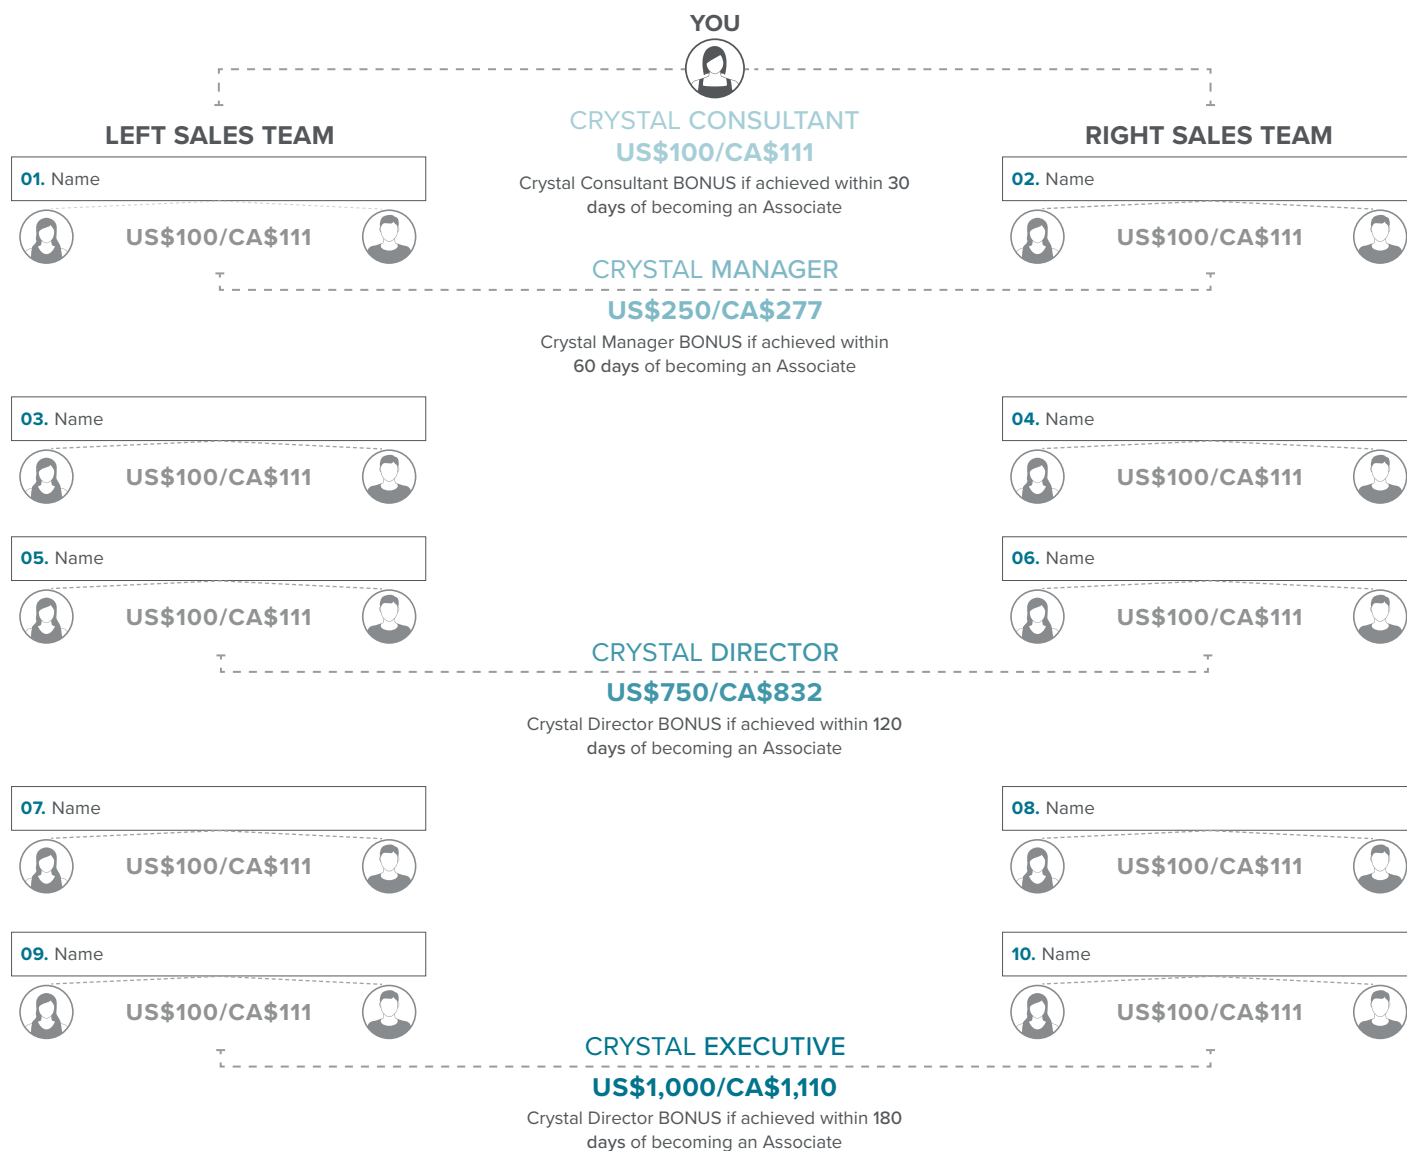 YOU
LEFT SALES TEAM
CRYSTAL CONSULTANT
US$100/CA$111
Crystal Consultant BONUS if achieved within 30
days of becoming an Associate
RIGHT SALES TEAM
01. Name
US$100/CA$111
02. Name
US$100/CA$111
CRYSTAL MANAGER
US$250/CA$277
Crystal Manager BONUS if achieved within
60 days of becoming an Associate
03. Name
US$100/CA$111
04. Name
US$100/CA$111
05. Name
US$100/CA$111
06. Name
US$100/CA$111
CRYSTAL DIRECTOR
US$750/CA$832
Crystal Director BONUS if achieved within 120
days of becoming an Associate
07. Name
US$100/CA$111
08. Name
US$100/CA$111
09. Name
US$100/CA$111
10. Name
US$100/CA$111
CRYSTAL EXECUTIVE
US$1,000/CA$1,110
Crystal Director BONUS if achieved within 180
days of becoming an Associate